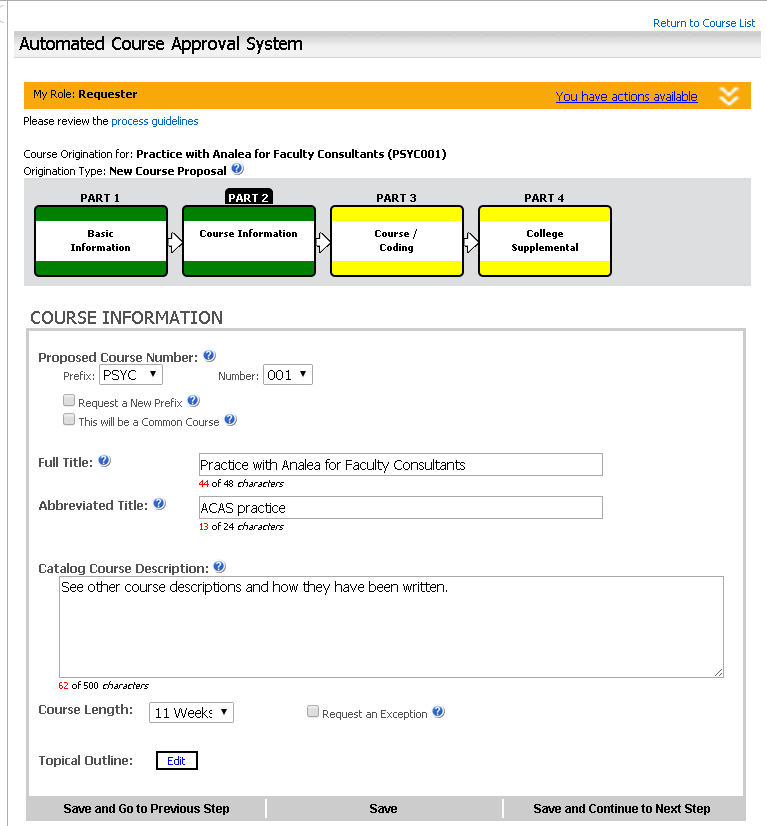 Return to Course List
Automated Course Approval System
My Role: Requester
You have actions available
Please review the process guidelines
Course Origination for: Practice with Analea for Faculty Consultants (PSYC001)
Origination Type: New Course Proposal ?
PART 1 PART 2 PART 3 PART 4
Basic
Information
Course Information
Course /
Coding
College
Supplemental
COURSE INFORMATION
Proposed Course Number: ?
Prefix: PSYC Number: 001
Request a New Prefix ?
This will be a Common Course ?
Full Title: ? Practice with Analea for Faculty Consultants
44 of 48 characters
Abbreviated Title: ? ACAS practice
13 of 24 characters
Catalog Course Description: ?
See other course descriptions and how they have been written.
62 of 500 characters
Course Length: 11 Weeks Request an Exception ?
Topical Outline: Edit
Save and Go to Previous Step Save Save and Continue to Next Step